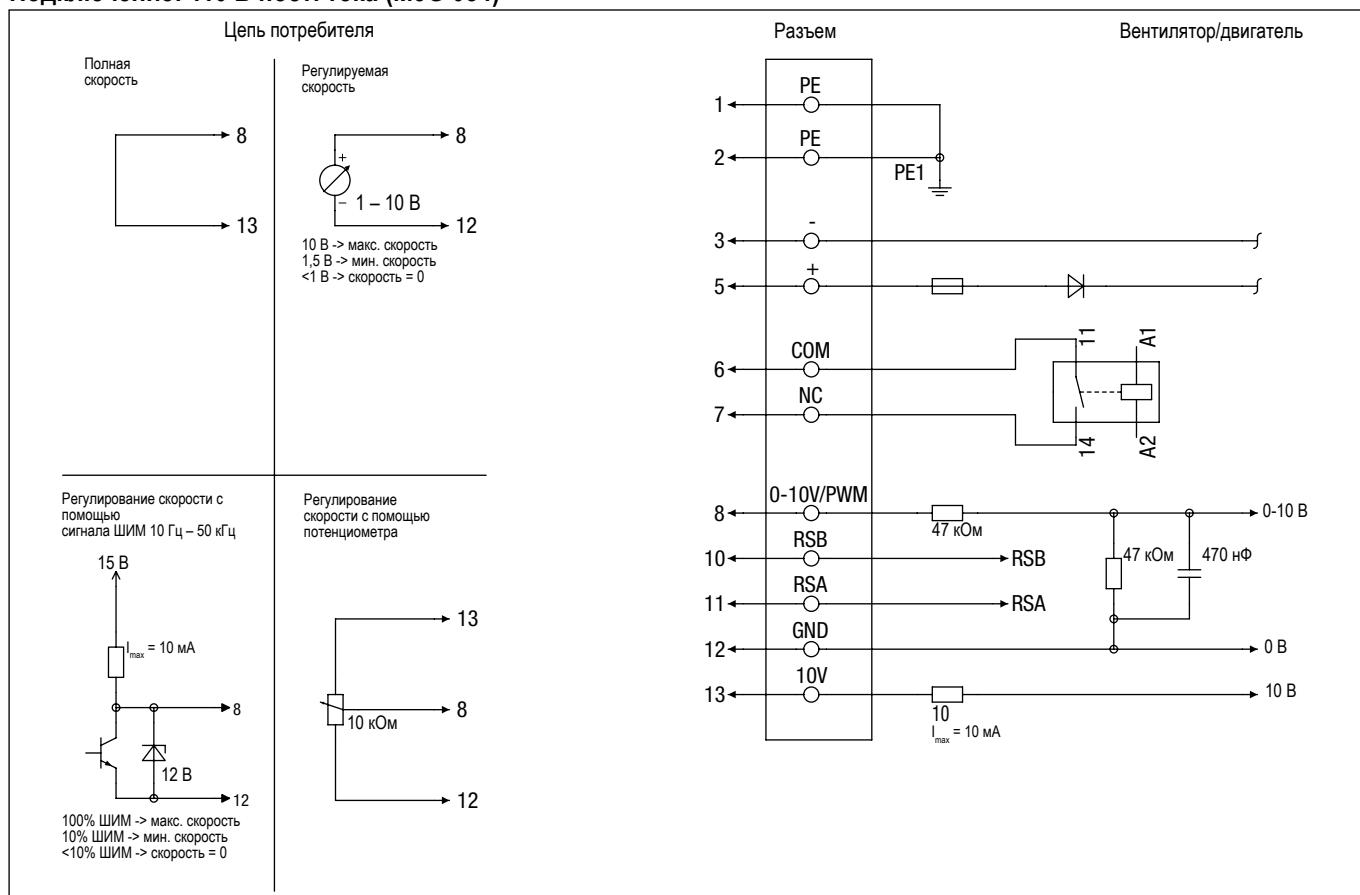 Цепь потребителя
Разъем
Вентилятор/двигатель
Полная
скорость
8
13
Регулируемая
скорость
8
+
–
1 – 10 В
12
10 В -> макс. скорость
1,5 В -> мин. скорость
<1 В -> скорость = 0
Регулирование скорости с
помощью
сигнала ШИМ 10 Гц – 50 кГц
15 В
Imax = 10 мА
8
12 В
12
100% ШИМ -> макс. скорость
10% ШИМ -> мин. скорость
<10% ШИМ -> скорость = 0
Регулирование
скорости с помощью
потенциометра
13
10 кОм
8
12
1
PE
2
PE
PE1
3
-
5
+
6
COM
7
NC
11
A1
14
A2
8
0-10V/PWM
47 кОм
0-10 В
10
RSB
RSB
47 кОм
470 нФ
11
RSA
RSA
12
GND
0 В
13
10V
10
Imax = 10 мА
10 В